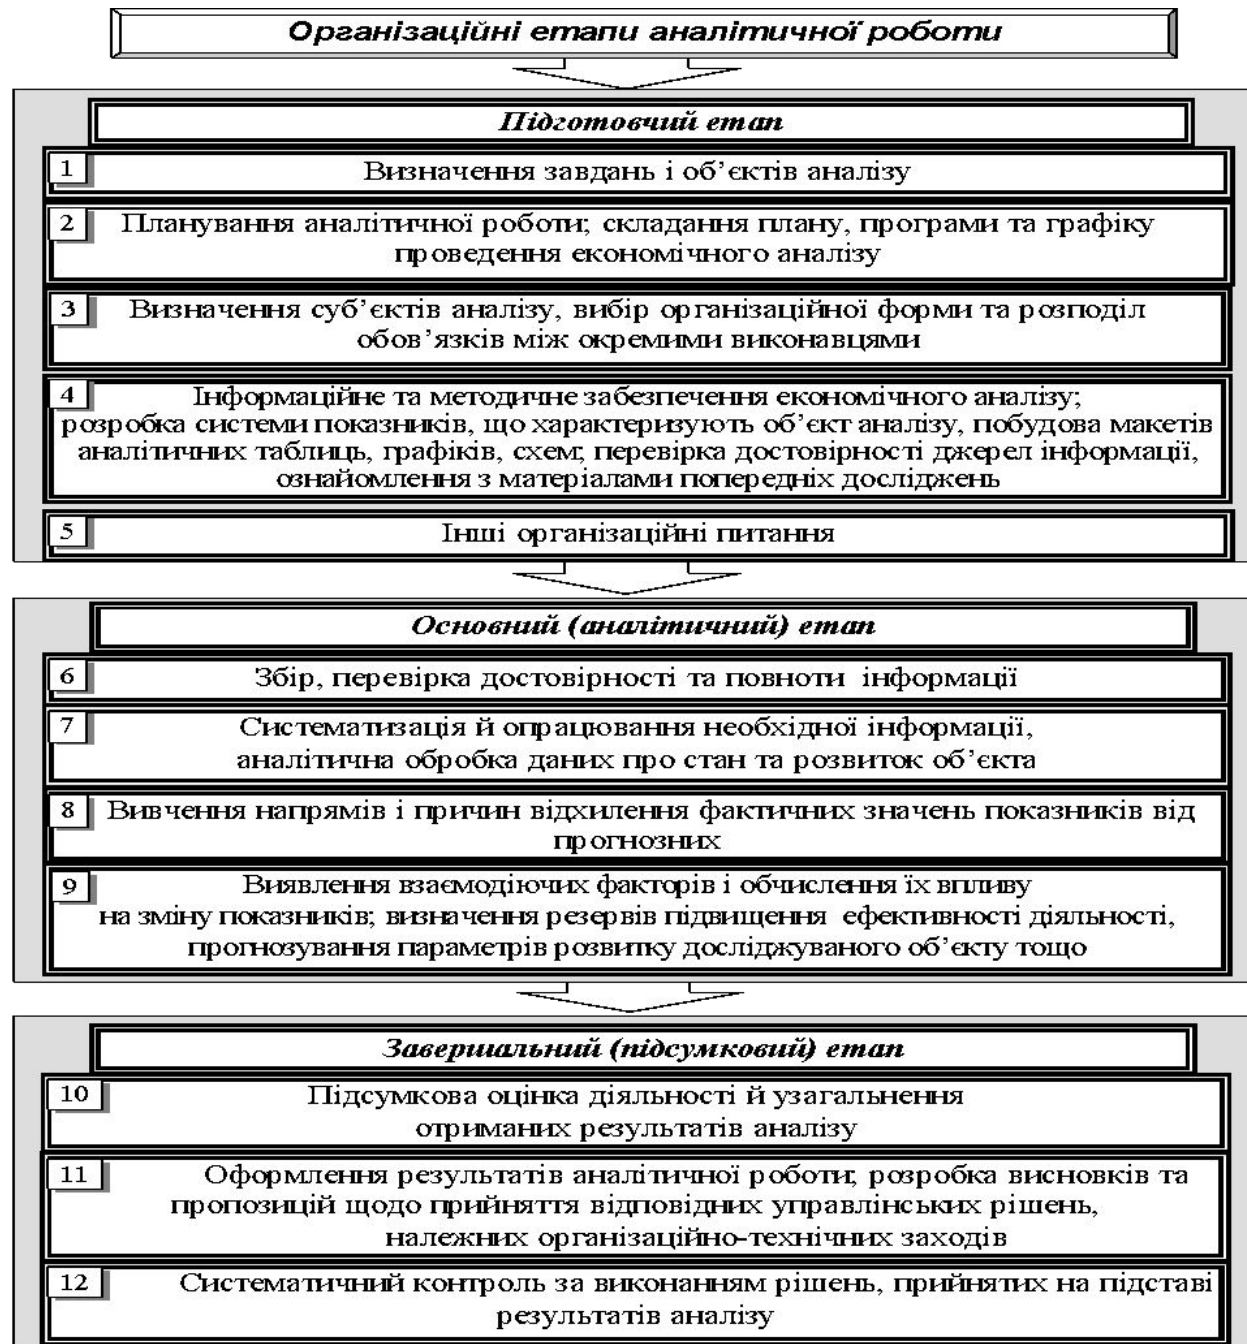 Організаційні етапи аналітичної роботи
Підготовчий етап
1
Визначення завдань і об’єктів аналізу
2
Планування аналітичної роботи; складання плану, програми та графіку
проведення економічного аналізу
3
Визначення суб’єктів аналізу, вибір організаційної форми та розподіл
обов’язків між окремими виконавцями
4
Інформаційне та методичне забезпечення економічного аналізу;
розробка системи показників, що характеризують об’єкт аналізу, побудова макетів
аналітичних таблиць, графіків, схем; перевірка достовірності джерел інформації,
ознайомлення з матеріалами попередніх досліджень
5
Інші організаційні питання
Основний (аналітичний) етап
6
Збір, перевірка достовірності та повноти інформації
7
Систематизація й опрацювання необхідної інформації,
аналітична обробка даних про стан та розвиток об’єкта
8
Вивчення напрямів і причин відхилення фактичних значень показників від
прогнозних
9
Виявлення взаємодіючих факторів і обчислення їх впливу
на зміну показників; визначення резервів підвищення ефективності діяльності,
прогнозування параметрів розвитку досліджуваного об’єкту тощо
Завершальний (підсумковий) етап
10
Підсумкова оцінка діяльності й узагальнення
отриманих результатів аналізу
11
Оформлення результатів аналітичної роботи; розробка висновків та
пропозицій щодо прийняття відповідних управлінських рішень,
належних організаційно-технічних заходів
12
Систематичний контроль за виконанням рішень, прийнятих на підставі
результатів аналізу